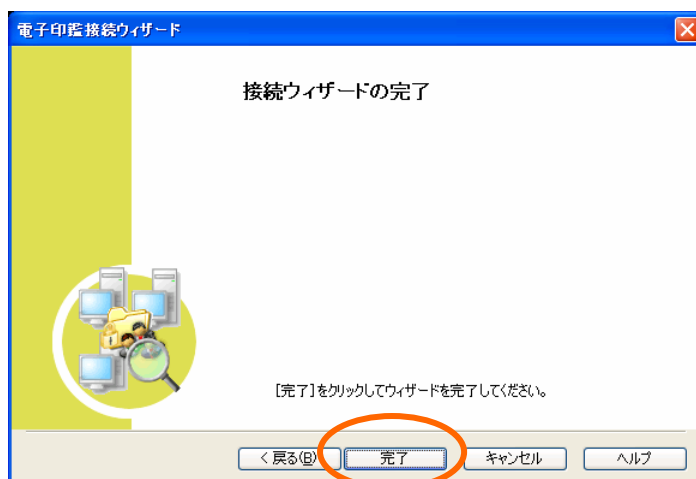 電子印鑑接続ウィザード
接続ウィザードの完了
[完了]をクリックしてウィザードを完了してください。
< 戻る(B)
完了
キャンセル
ヘルプ